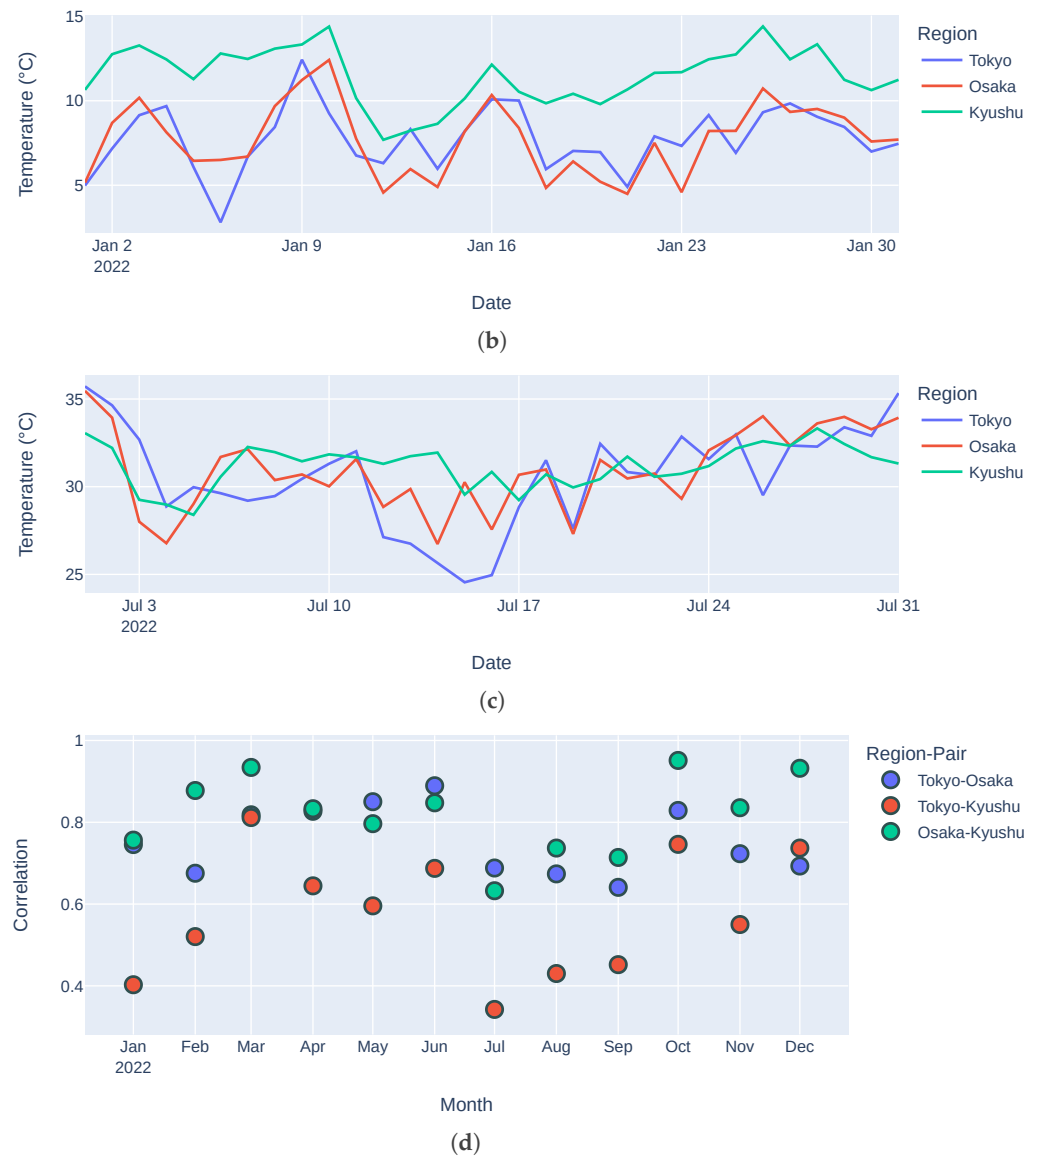 15
10
5
Temperature (°C)
Jan 2
2022
Jan 9
Jan 16
Jan 23
Jan 30
Date
Region
Tokyo
Osaka
Kyushu
(b)
35
30
25
Temperature (°C)
Jul 3
2022
Jul 10
Jul 17
Jul 24
Jul 31
Date
Region
Tokyo
Osaka
Kyushu
(c)
1
0.8
0.6
0.4
Correlation
Jan
2022
Feb
Mar
Apr
May
Jun
Jul
Aug
Sep
Oct
Nov
Dec
Month
Region-Pair
Tokyo-Osaka
Tokyo-Kyushu
Osaka-Kyushu
(d)